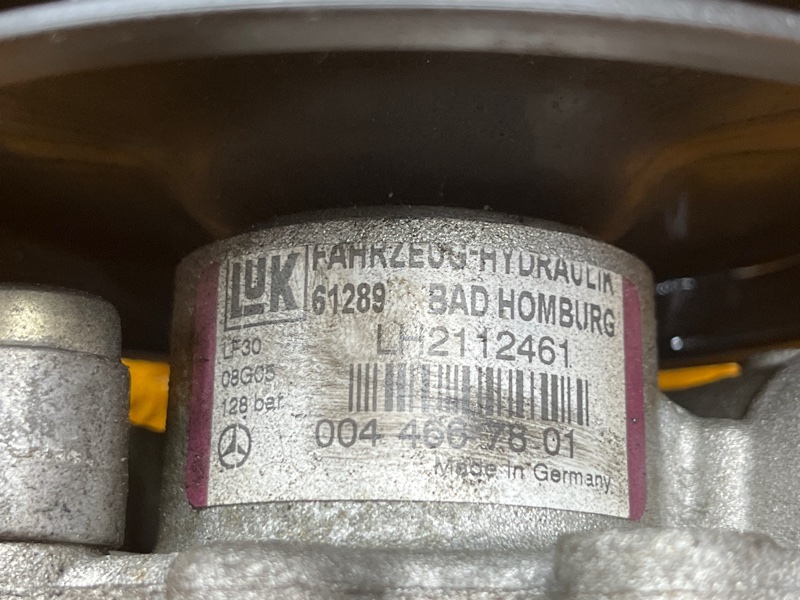 LuK FAHRZEUG-HYDRAULIK
61289 BAD HOMBURG
LH2112461
LF30
08G05
128 bar
004 466 78 01
Made in Germany